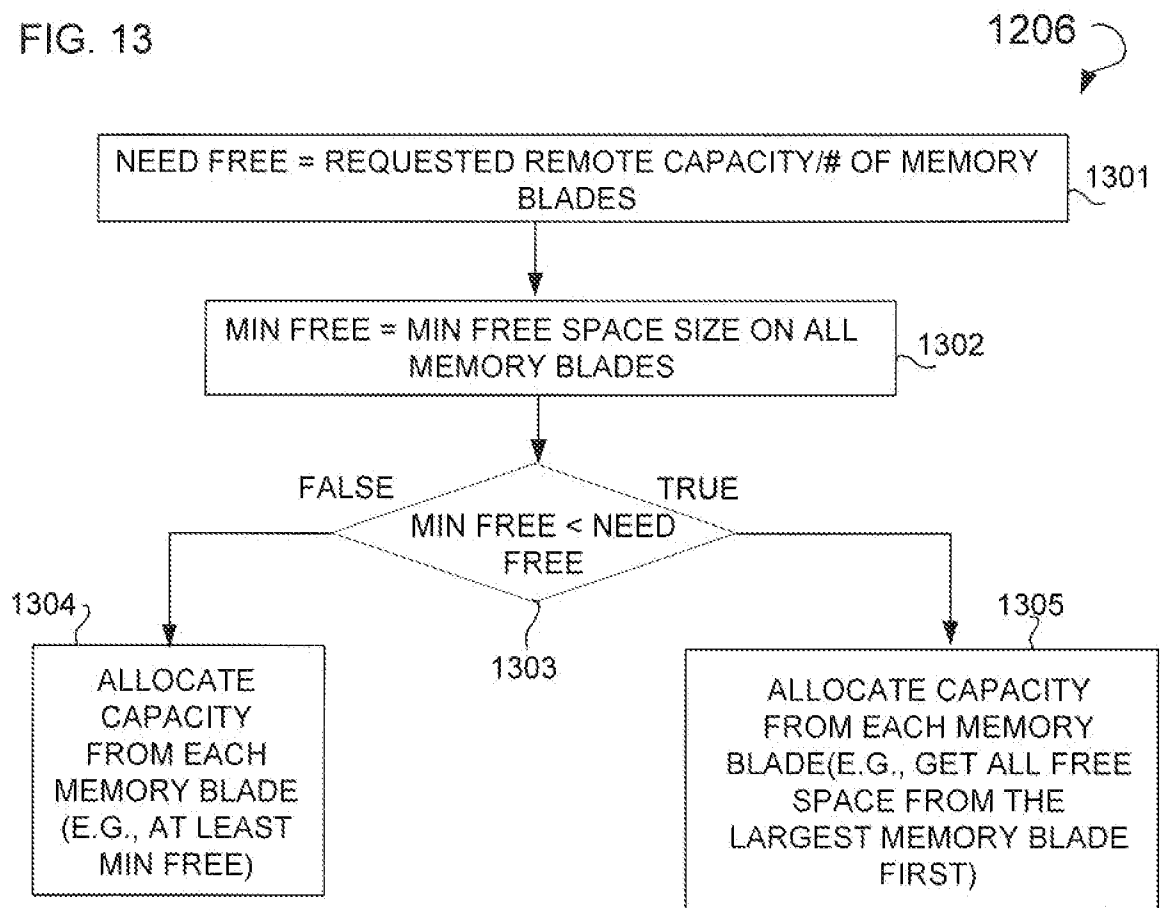 FIG. 13
1206
NEED FREE = REQUESTED REMOTE CAPACITY/# OF MEMORY
BLADES
1301
MIN FREE = MIN FREE SPACE SIZE ON ALL
MEMORY BLADES
1302
FALSE
TRUE
MIN FREE < NEED
FREE
1303
1304
ALLOCATE
CAPACITY
FROM EACH
MEMORY BLADE
(E.G., AT LEAST
MIN FREE)
1305
ALLOCATE CAPACITY
FROM EACH MEMORY
BLADE(E.G., GET ALL FREE
SPACE FROM THE
LARGEST MEMORY BLADE
FIRST)